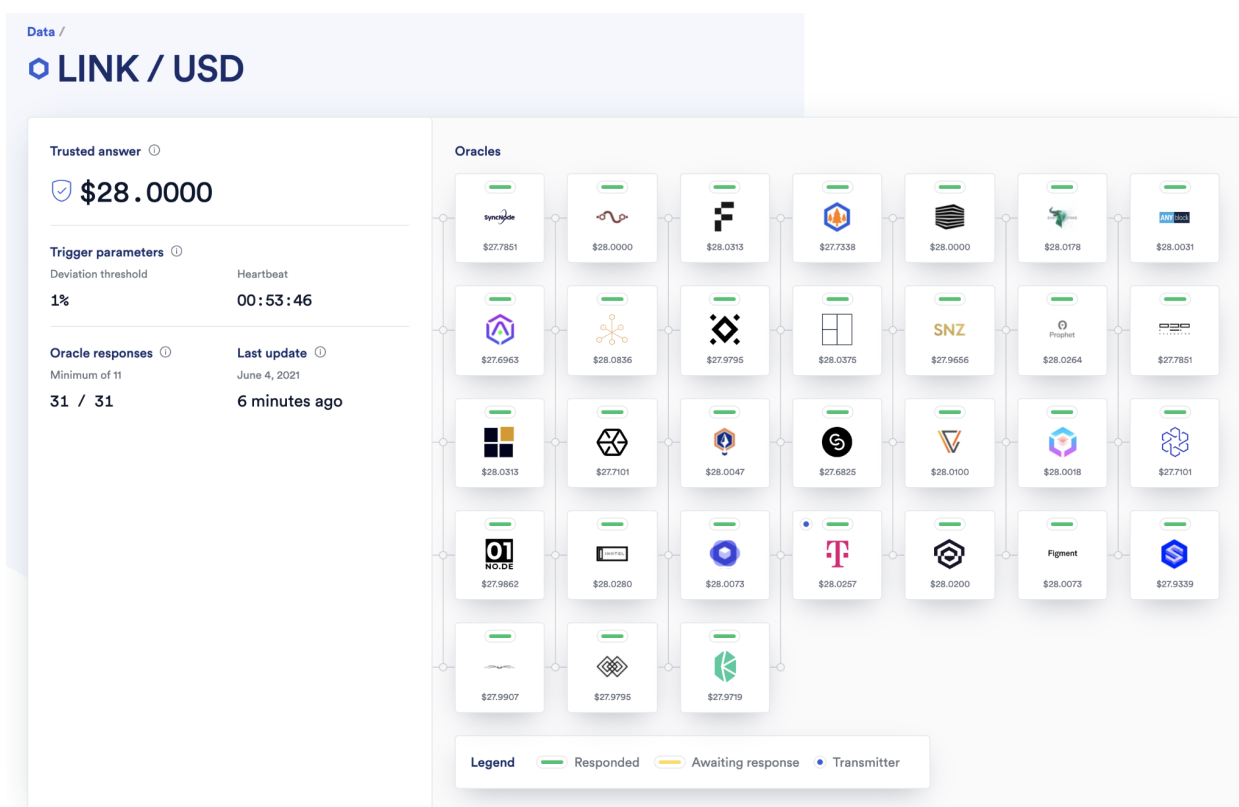 Data /
LINK / USD
Trusted answer
$28.0000
Trigger parameters
Deviation threshold
Heartbeat
1%
00:53:46
Oracle responses
Last update
Minimum of 11
June 4, 2021
31 / 31
6 minutes ago
Oracles
SyncNode
ANY block
$27.7851 $28.0000 $28.0313 $27.7338 $28.0000 $28.0178 $28.0031
SNZ
Prophet
$27.6963 $28.0836 $27.9795 $28.0375 $27.9656 $28.0264 $27.7851
$28.0313 $27.7101 $28.0047 $27.6825 $28.0100 $28.0018 $27.7101
01
NO.DE
T
Figment
$27.9862 $28.0280 $28.0073 $28.0257 $28.0200 $28.0073 $27.9339
$27.9907 $27.9795 $27.9719
Legend Responded Awaiting response Transmitter